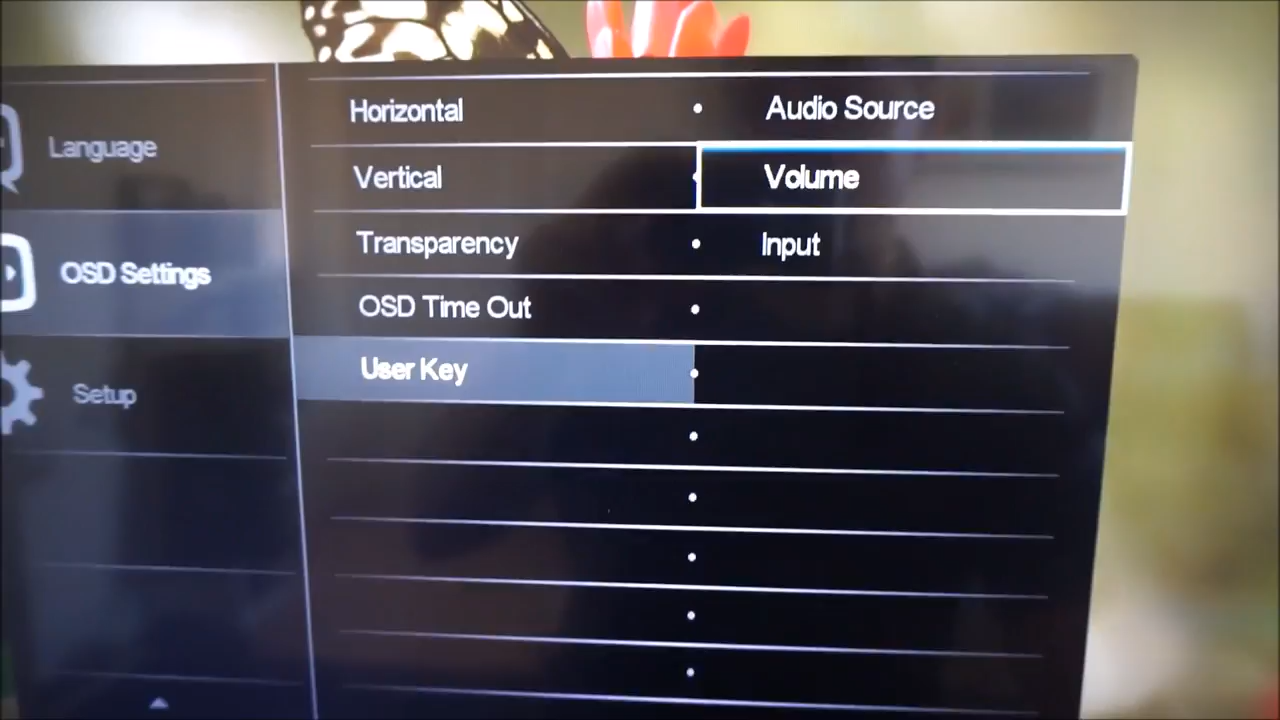 Language
OSD Settings
Setup
Horizontal
Vertical
Transparency
OSD Time Out
User Key
Audio Source
Volume
Input